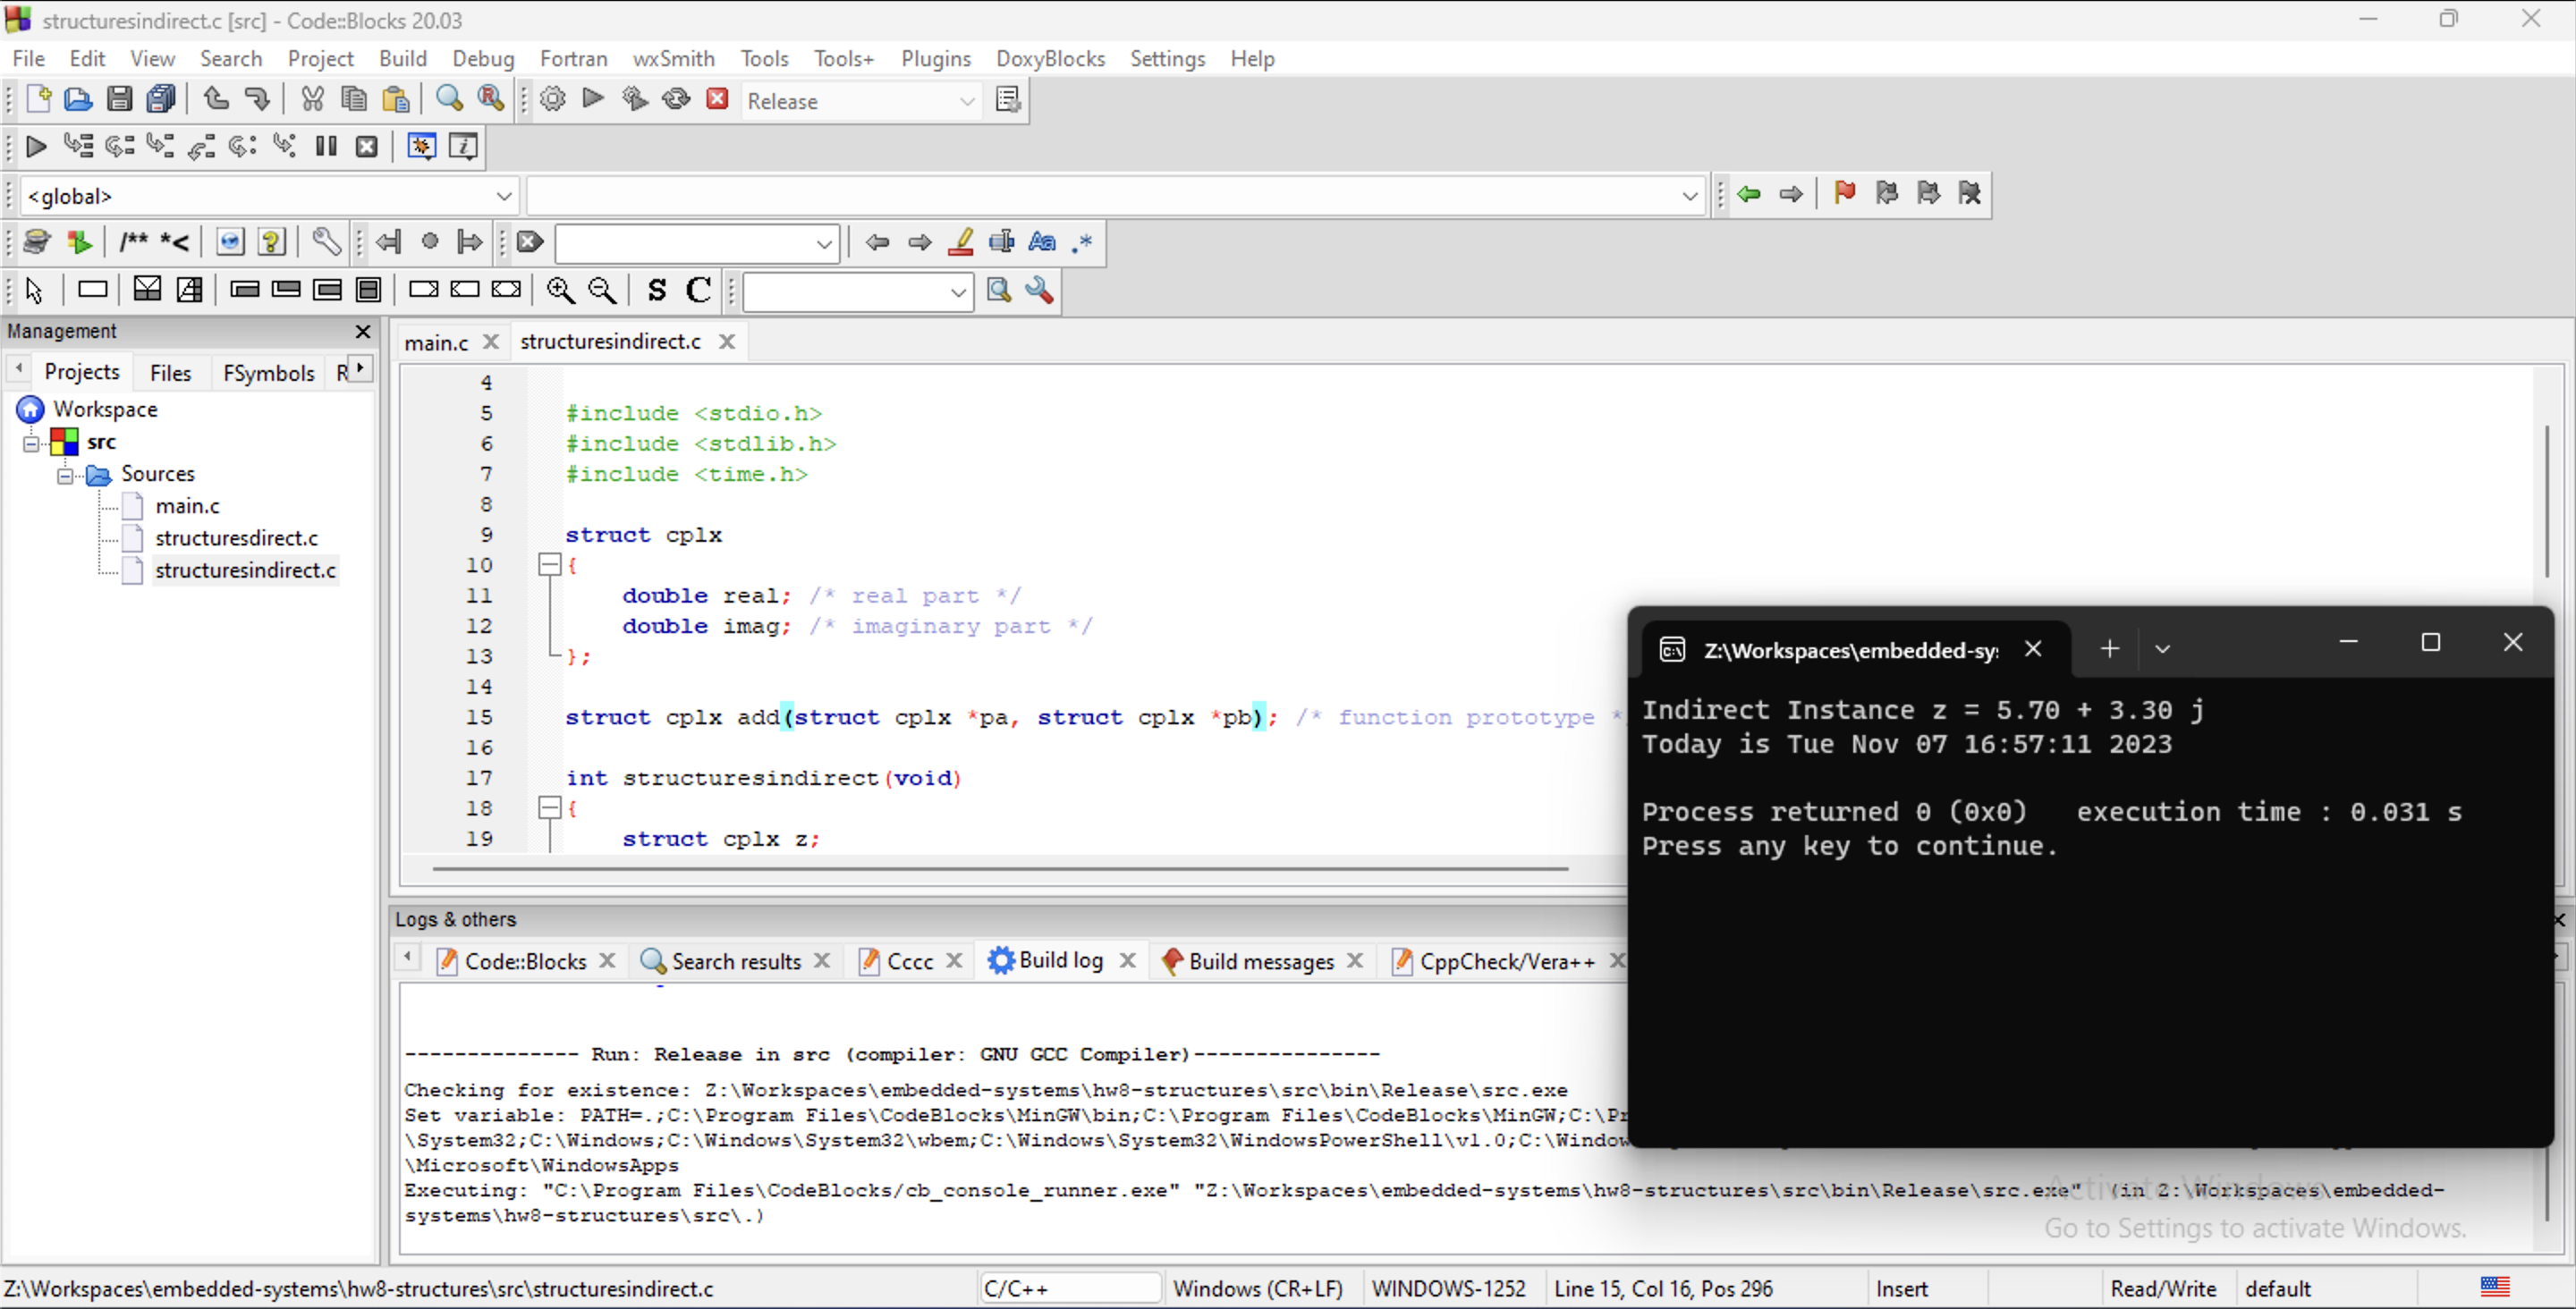 structuresindirect.c [src] - Code::Blocks 20.03
File Edit View Search Project Build Debug Fortran wxSmith Tools Tools+ Plugins DoxyBlocks Settings Help
Release
<global>
/** *<
Aa .*
S C
Management
Projects Files FSymbols R
Workspace
src
Sources
main.c
structuresdirect.c
structuresindirect.c
main.c structuresindirect.c
4
5 #include <stdio.h>
6 #include <stdlib.h>
7 #include <time.h>
8
9 struct cplx
10 {
11 double real; /* real part */
12 double imag; /* imaginary part */
13 };
14
15 struct cplx add(struct cplx *pa, struct cplx *pb); /* function prototype *
16
17 int structuresindirect(void)
18 {
19 struct cplx z;
Z:\Workspaces\embedded-sys
Indirect Instance z = 5.70 + 3.30 j
Today is Tue Nov 07 16:57:11 2023
Process returned 0 (0x0)   execution time : 0.031 s
Press any key to continue.
Logs & others
Code::Blocks Search results Cccc Build log Build messages CppCheck/Vera++
-------------- Run: Release in src (compiler: GNU GCC Compiler)---------------
Checking for existence: Z:\Workspaces\embedded-systems\hw8-structures\src\bin\Release\src.exe
Set variable: PATH=.;C:\Program Files\CodeBlocks\MinGW\bin;C:\Program Files\CodeBlocks\MinGW;C:\Pr
\System32;C:\Windows;C:\Windows\System32\wbem;C:\Windows\System32\WindowsPowerShell\v1.0;C:\Window
\Microsoft\WindowsApps
Executing: "C:\Program Files\CodeBlocks/cb_console_runner.exe" "Z:\Workspaces\embedded-systems\hw8-structures\src\bin\Release\src.exe"  (in Z:\Workspaces\embedded-
systems\hw8-structures\src\.)
Activate Windows
Go to Settings to activate Windows.
Z:\Workspaces\embedded-systems\hw8-structures\src\structuresindirect.c C/C++ Windows (CR+LF) WINDOWS-1252 Line 15, Col 16, Pos 296 Insert Read/Write default